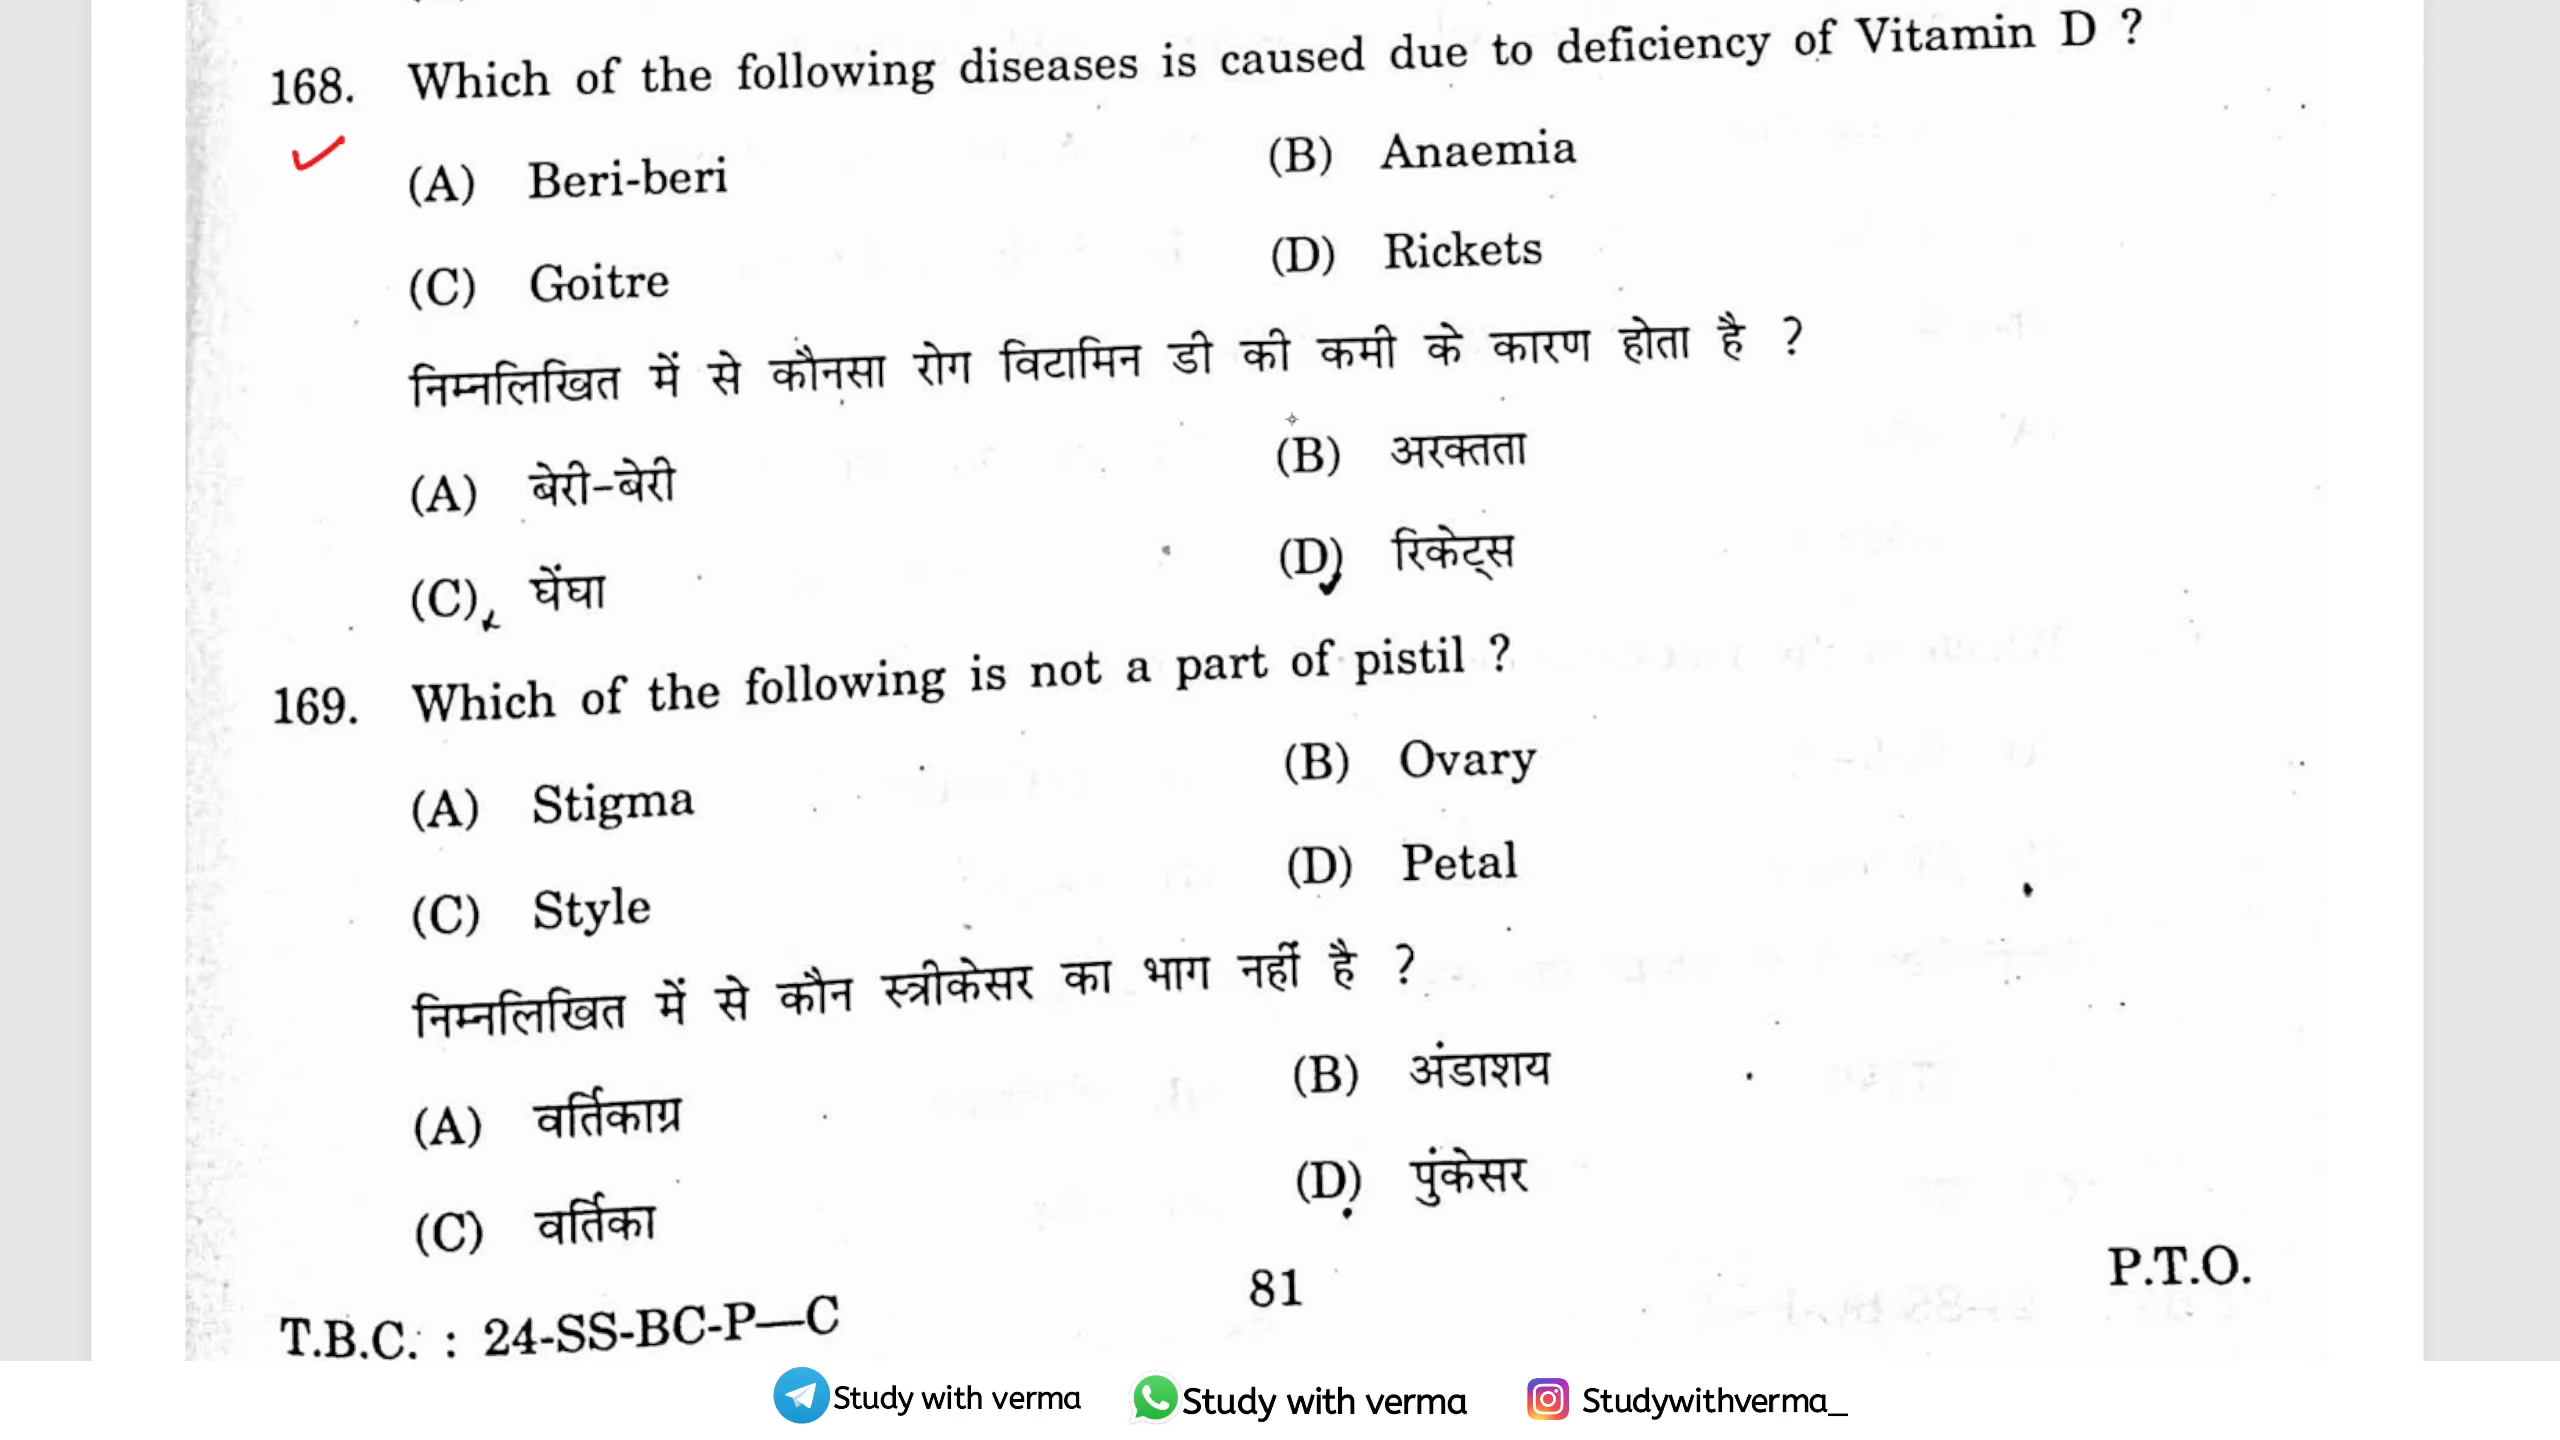 168. Which of the following diseases is caused due to deficiency of Vitamin D ?
(A) Beri-beri (B) Anaemia
(C) Goitre (D) Rickets
निम्नलिखित में से कौनसा रोग विटामिन डी की कमी के कारण होता है ?
(A) बेरी-बेरी (B) अरक्तता
(C) घेंघा (D) रिकेट्स
169. Which of the following is not a part of pistil ?
(A) Stigma (B) Ovary
(C) Style (D) Petal
निम्नलिखित में से कौन स्त्रीकेसर का भाग नहीं है ?
(A) वर्तिकाग्र (B) अंडाशय
(C) वर्तिका (D) पुंकेसर
T.B.C. : 24-SS-BC-P—C 81 P.T.O.
Study with verma Study with verma Studywithverma_